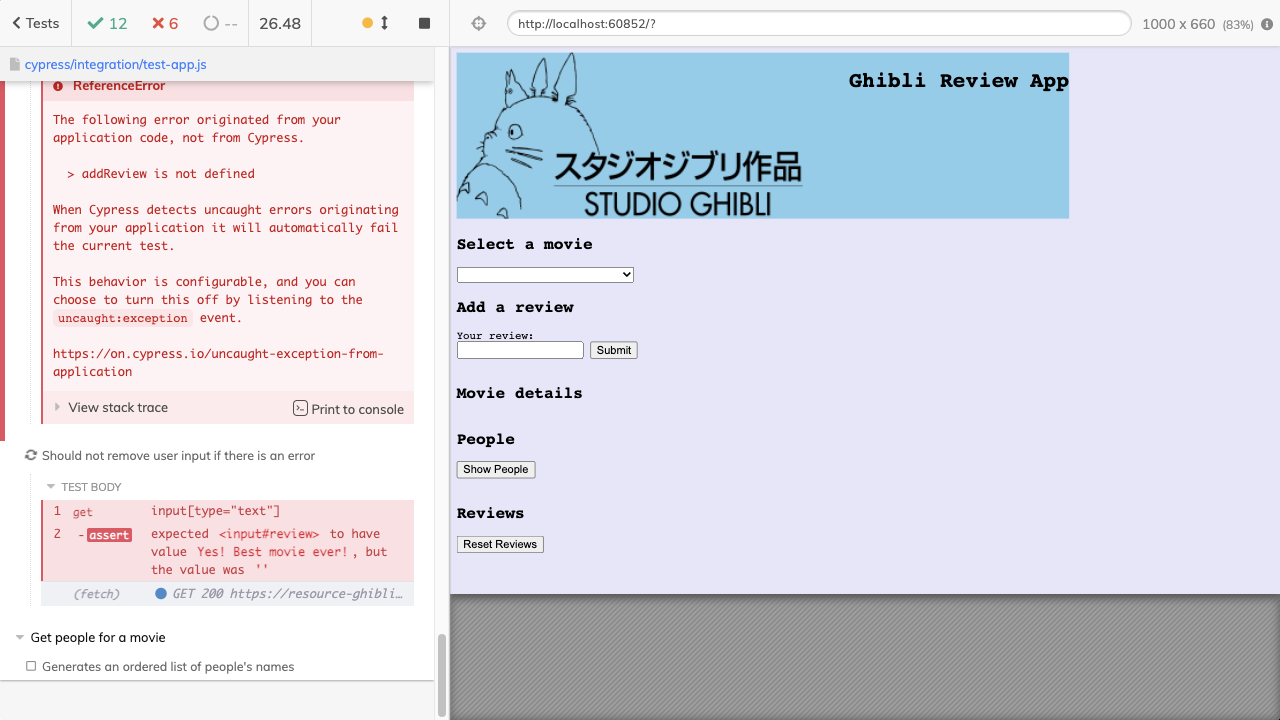 Tests
12
6
--
26.48
http://localhost:60852/?
1000 x 660 (83%)
cypress/integration/test-app.js
ReferenceError
The following error originated from your
application code, not from Cypress.
> addReview is not defined
When Cypress detects uncaught errors originating
from your application it will automatically fail
the current test.
This behavior is configurable, and you can
choose to turn this off by listening to the
uncaught:exception event.
https://on.cypress.io/uncaught-exception-from-
application
View stack trace
Print to console
Should not remove user input if there is an error
TEST BODY
1 get input[type="text"]
2 -assert expected <input#review> to have
value Yes! Best movie ever!, but
the value was ''
(fetch) GET 200 https://resource-ghibli…
Get people for a movie
Generates an ordered list of people's names
Ghibli Review App
スタジオジブリ作品
STUDIO GHIBLI
Select a movie
Add a review
Your review:
Submit
Movie details
People
Show People
Reviews
Reset Reviews